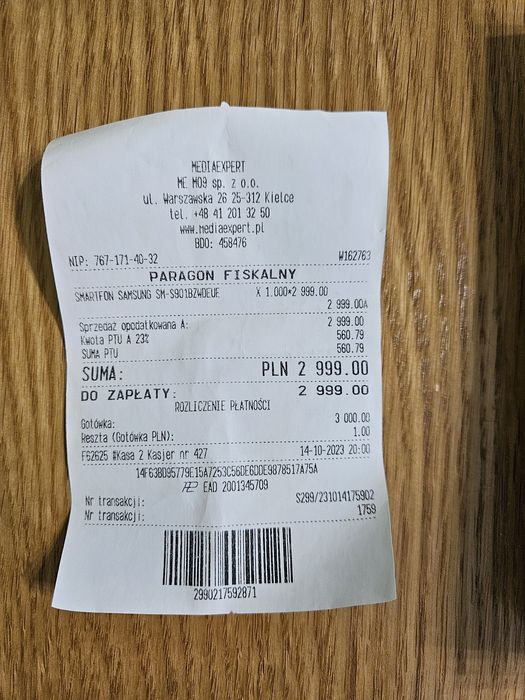 MEDIAEXPERT
ME M09 sp. z o.o.
ul. Warszawska 26 25-312 Kielce
tel. +48 41 201 32 50
www.mediaexpert.pl
BDO: 458476
NIP: 767-171-40-32 W162763
PARAGON FISKALNY
SMARTFON SAMSUNG SM-S901BZWDEUE X 1.000*2 999.00
2 999.00A
Sprzedaż opodatkowana A: 2 999.00
Kwota PTU A 23% 560.79
SUMA PTU 560.79
SUMA: PLN 2 999.00
DO ZAPŁATY: 2 999.00
ROZLICZENIE PŁATNOŚCI
Gotówka: 3 000.00
Reszta (Gotówka PLN): 1.00
F62625 #Kasa 2 Kasjer nr 427 14-10-2023 20:00
14F63BD95779E15A7253C56DE6DDE9878517A75A
EAD 2001345709
Nr transakcji: S299/231014175902
Nr transakcji: 1759
2990217592871